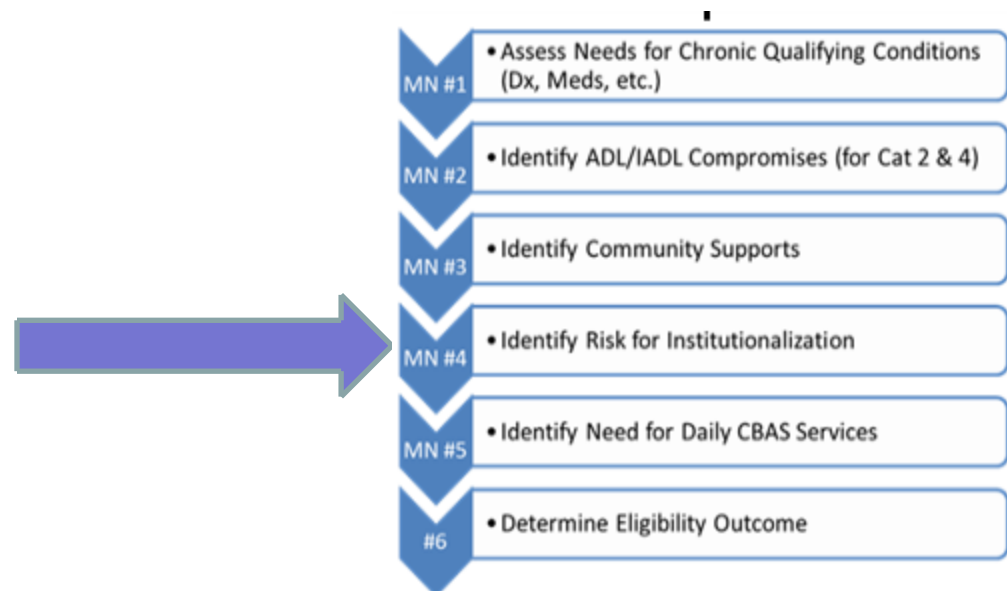 MN #1
• Assess Needs for Chronic Qualifying Conditions
(Dx, Meds, etc.)
MN #2
• Identify ADL/IADL Compromises (for Cat 2 & 4)
MN #3
• Identify Community Supports
MN #4
• Identify Risk for Institutionalization
MN #5
• Identify Need for Daily CBAS Services
#6
• Determine Eligibility Outcome